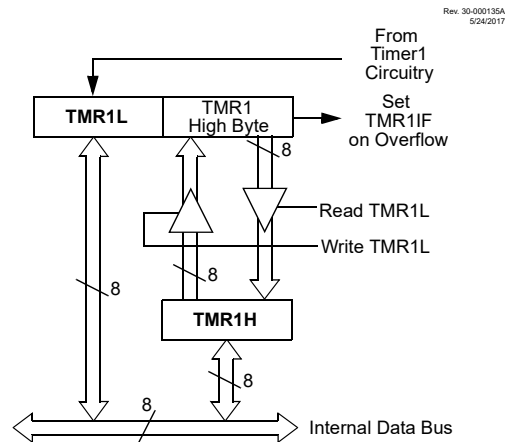 Rev. 30-000135A
5/24/2017
From
Timer1
Circuitry
TMR1L
TMR1
High Byte
Set
TMR1IF
on Overflow
8
Read TMR1L
Write TMR1L
8
8
TMR1H
8
8
Internal Data Bus